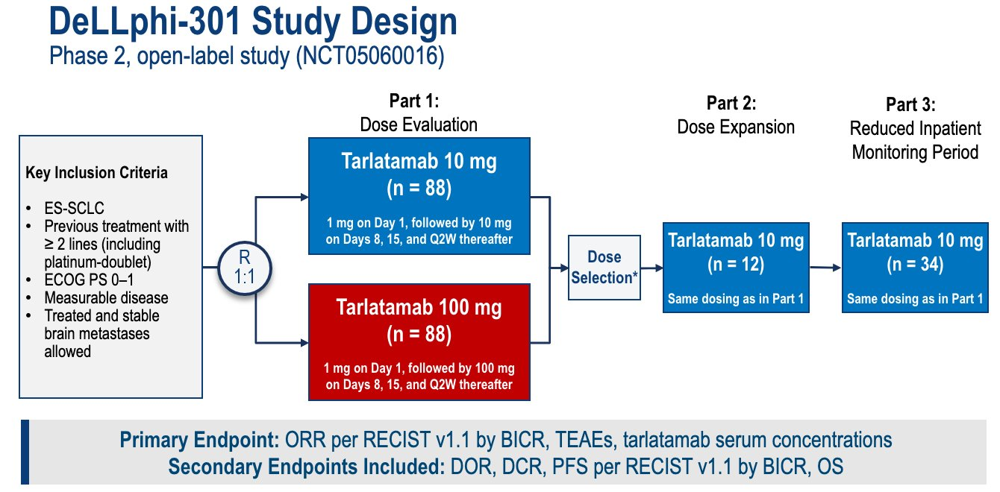 DeLLphi-301 Study Design
Phase 2, open-label study (NCT05060016)
Key Inclusion Criteria
• ES-SCLC
• Previous treatment with
≥ 2 lines (including
platinum-doublet)
• ECOG PS 0–1
• Measurable disease
• Treated and stable
brain metastases
allowed
R
1:1
Part 1:
Dose Evaluation
Tarlatamab 10 mg
(n = 88)
1 mg on Day 1, followed by 10 mg
on Days 8, 15, and Q2W thereafter
Tarlatamab 100 mg
(n = 88)
1 mg on Day 1, followed by 100 mg
on Days 8, 15, and Q2W thereafter
Dose
Selection*
Part 2:
Dose Expansion
Tarlatamab 10 mg
(n = 12)
Same dosing as in Part 1
Part 3:
Reduced Inpatient
Monitoring Period
Tarlatamab 10 mg
(n = 34)
Same dosing as in Part 1
Primary Endpoint: ORR per RECIST v1.1 by BICR, TEAEs, tarlatamab serum concentrations
Secondary Endpoints Included: DOR, DCR, PFS per RECIST v1.1 by BICR, OS